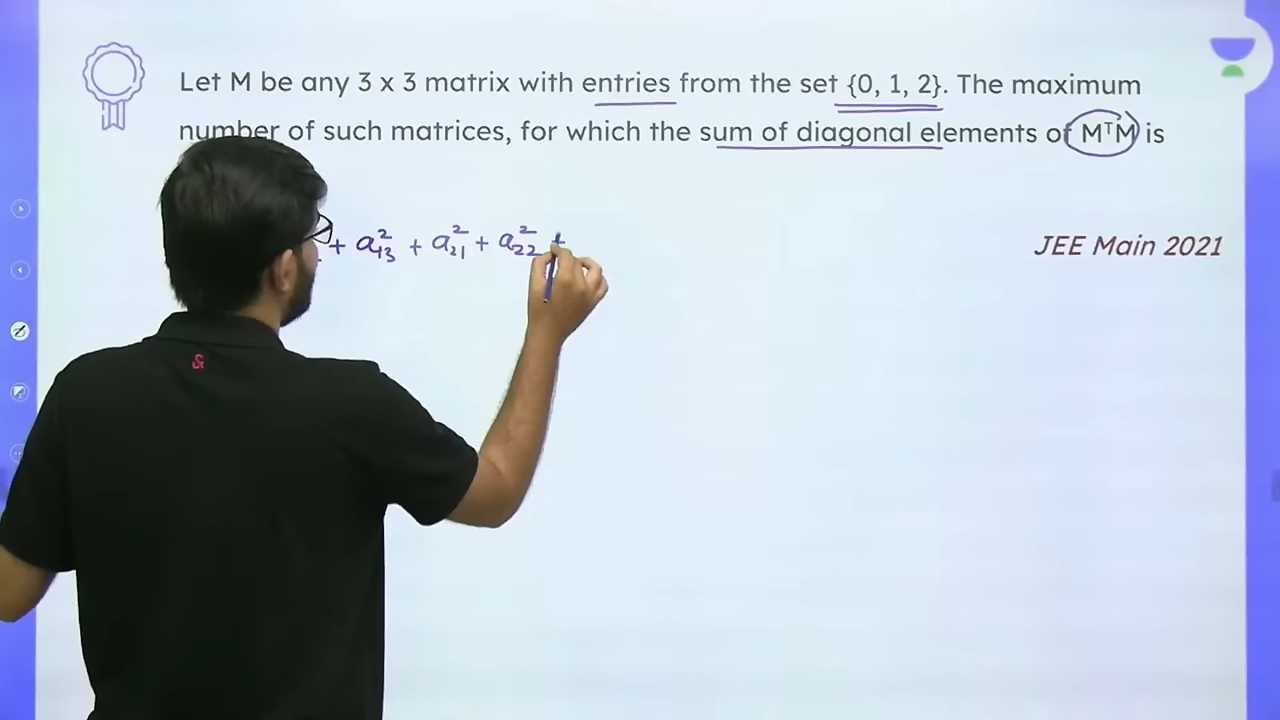 Let M be any 3 x 3 matrix with entries from the set {0, 1, 2}. The maximum
number of such matrices, for which the sum of diagonal elements of MᵀM is
+ a₁₃² + a₂₁² + a₂₂² +
JEE Main 2021